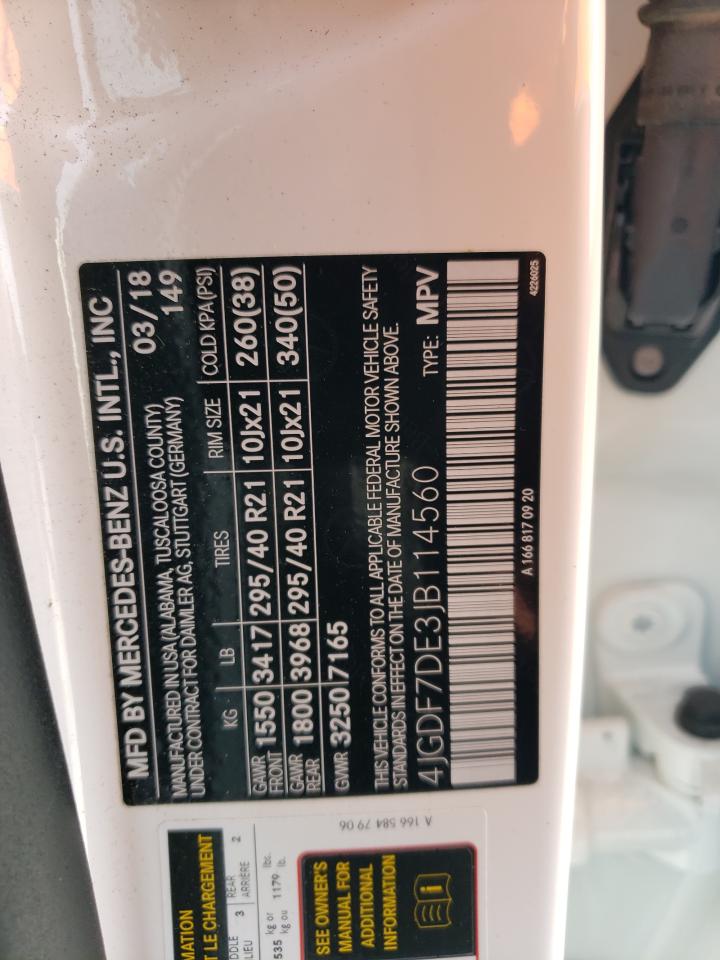 MFD BY MERCEDES-BENZ U.S. INTL., INC
MANUFACTURED IN USA (ALABAMA, TUSCALOOSA COUNTY) 03/18
UNDER CONTRACT FOR DAIMLER AG, STUTTGART (GERMANY) 149
KG LB TIRES RIM SIZE COLD KPA (PSI)
GAWR FRONT 1550 3417 295/40 R21 10Jx21 260(38)
GAWR REAR 1800 3968 295/40 R21 10Jx21 340(50)
GVWR 3250 7165
THIS VEHICLE CONFORMS TO ALL APPLICABLE FEDERAL MOTOR VEHICLE SAFETY
STANDARDS IN EFFECT ON THE DATE OF MANUFACTURE SHOWN ABOVE.
4JGDF7DE3JB114560 TYPE: MPV
A 166 817 09 20 4226025
A 166 584 79 06
MATION
T LE CHARGEMENT
DDLE 3 REAR 2
LIEU ARRIÈRE
535 kg or 1179 lbs.
kg ou lb.
SEE OWNER'S
MANUAL FOR
ADDITIONAL
INFORMATION